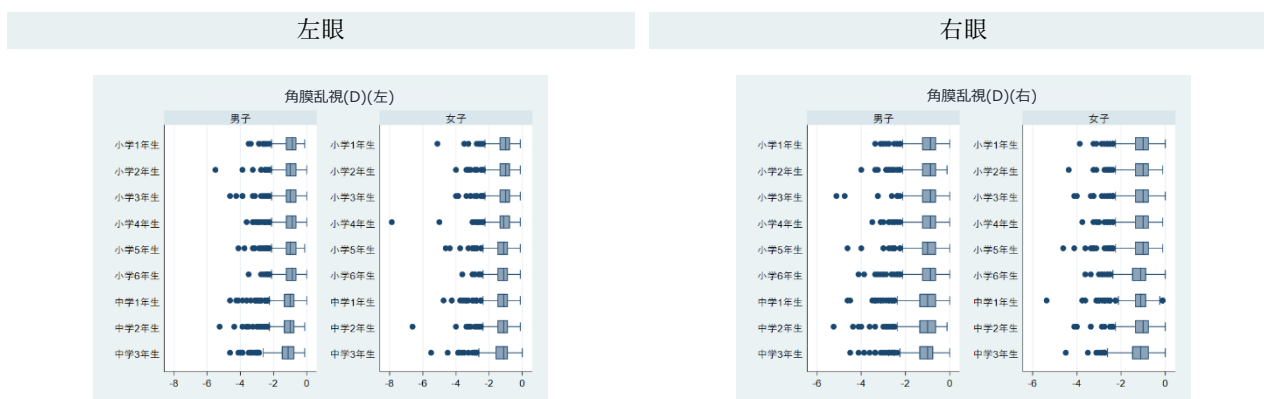 左眼
右眼
角膜乱視(D)(左)
男子
女子
小学1年生
小学2年生
小学3年生
小学4年生
小学5年生
小学6年生
中学1年生
中学2年生
中学3年生
-8 -6 -4 -2 0
小学1年生
小学2年生
小学3年生
小学4年生
小学5年生
小学6年生
中学1年生
中学2年生
中学3年生
-8 -6 -4 -2 0
角膜乱視(D)(右)
男子
女子
小学1年生
小学2年生
小学3年生
小学4年生
小学5年生
小学6年生
中学1年生
中学2年生
中学3年生
-6 -4 -2 0
小学1年生
小学2年生
小学3年生
小学4年生
小学5年生
小学6年生
中学1年生
中学2年生
中学3年生
-6 -4 -2 0